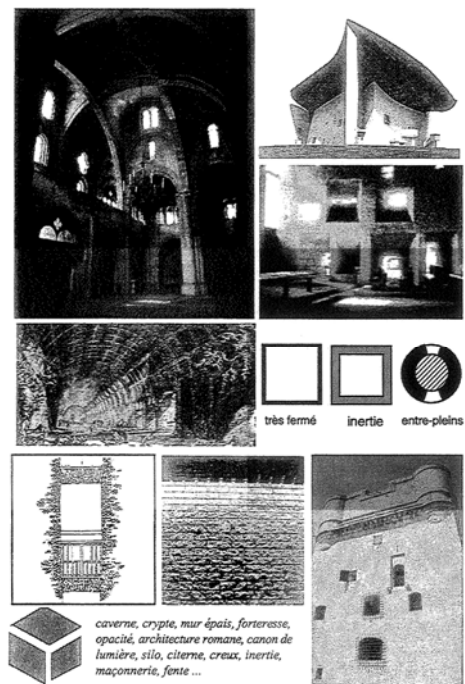 très fermé inertie entre-pleins
caverne, crypte, mur épais, forteresse,
opacité, architecture romane, canon de
lumière, silo, citerne, creux, inertie,
maçonnerie, fente ...